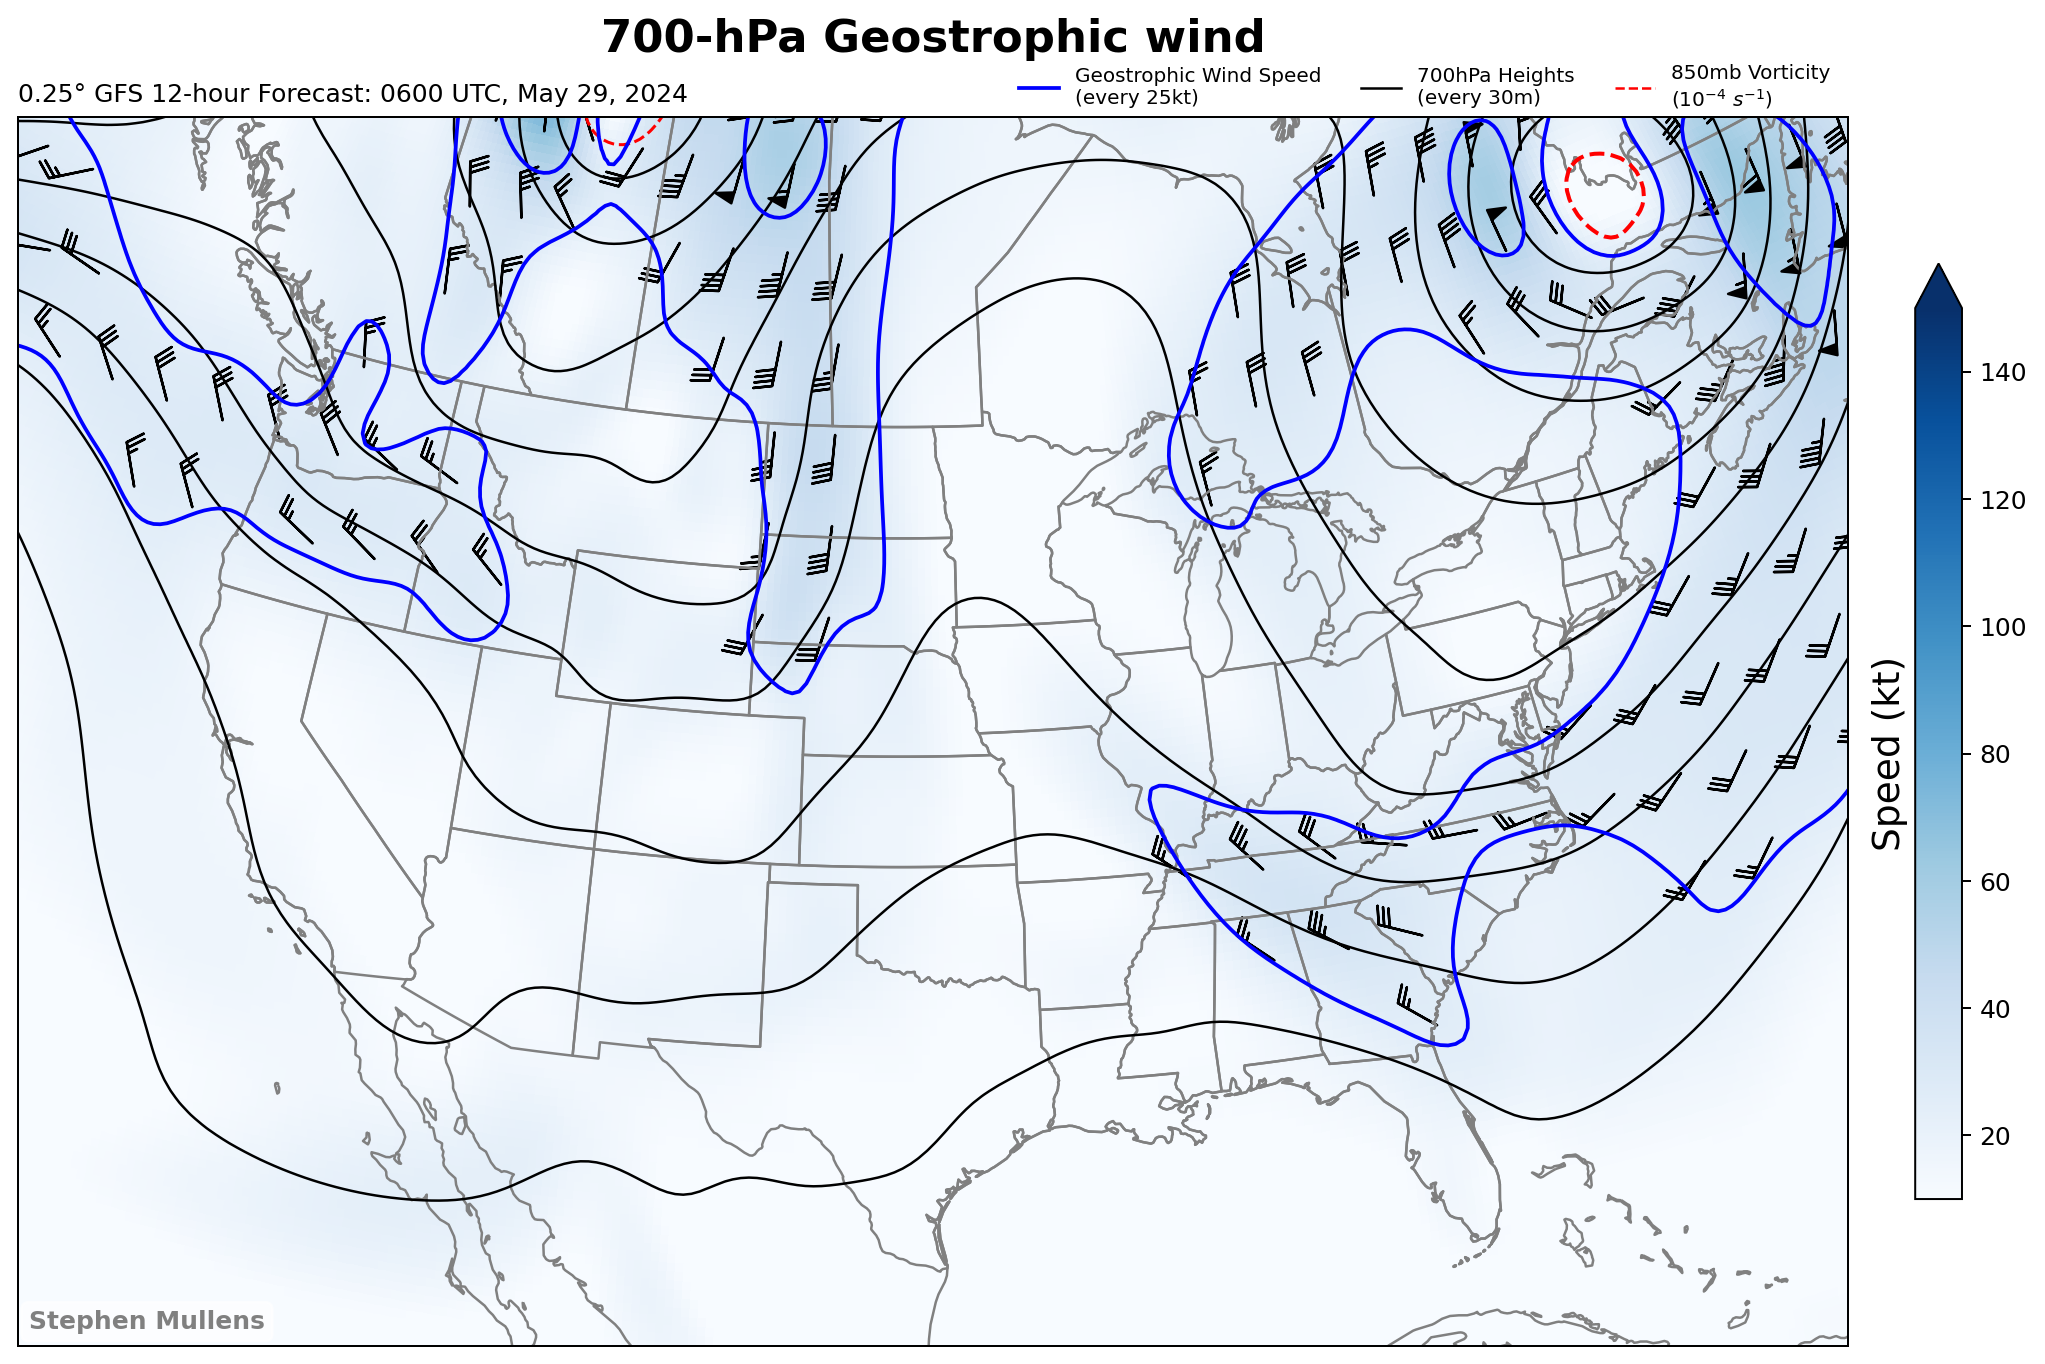 700-hPa Geostrophic wind
0.25° GFS 12-hour Forecast: 0600 UTC, May 29, 2024
Geostrophic Wind Speed
(every 25kt)
700hPa Heights
(every 30m)
850mb Vorticity
(10⁻⁴ s⁻¹)
140
120
100
80
60
40
20
Speed (kt)
Stephen Mullens